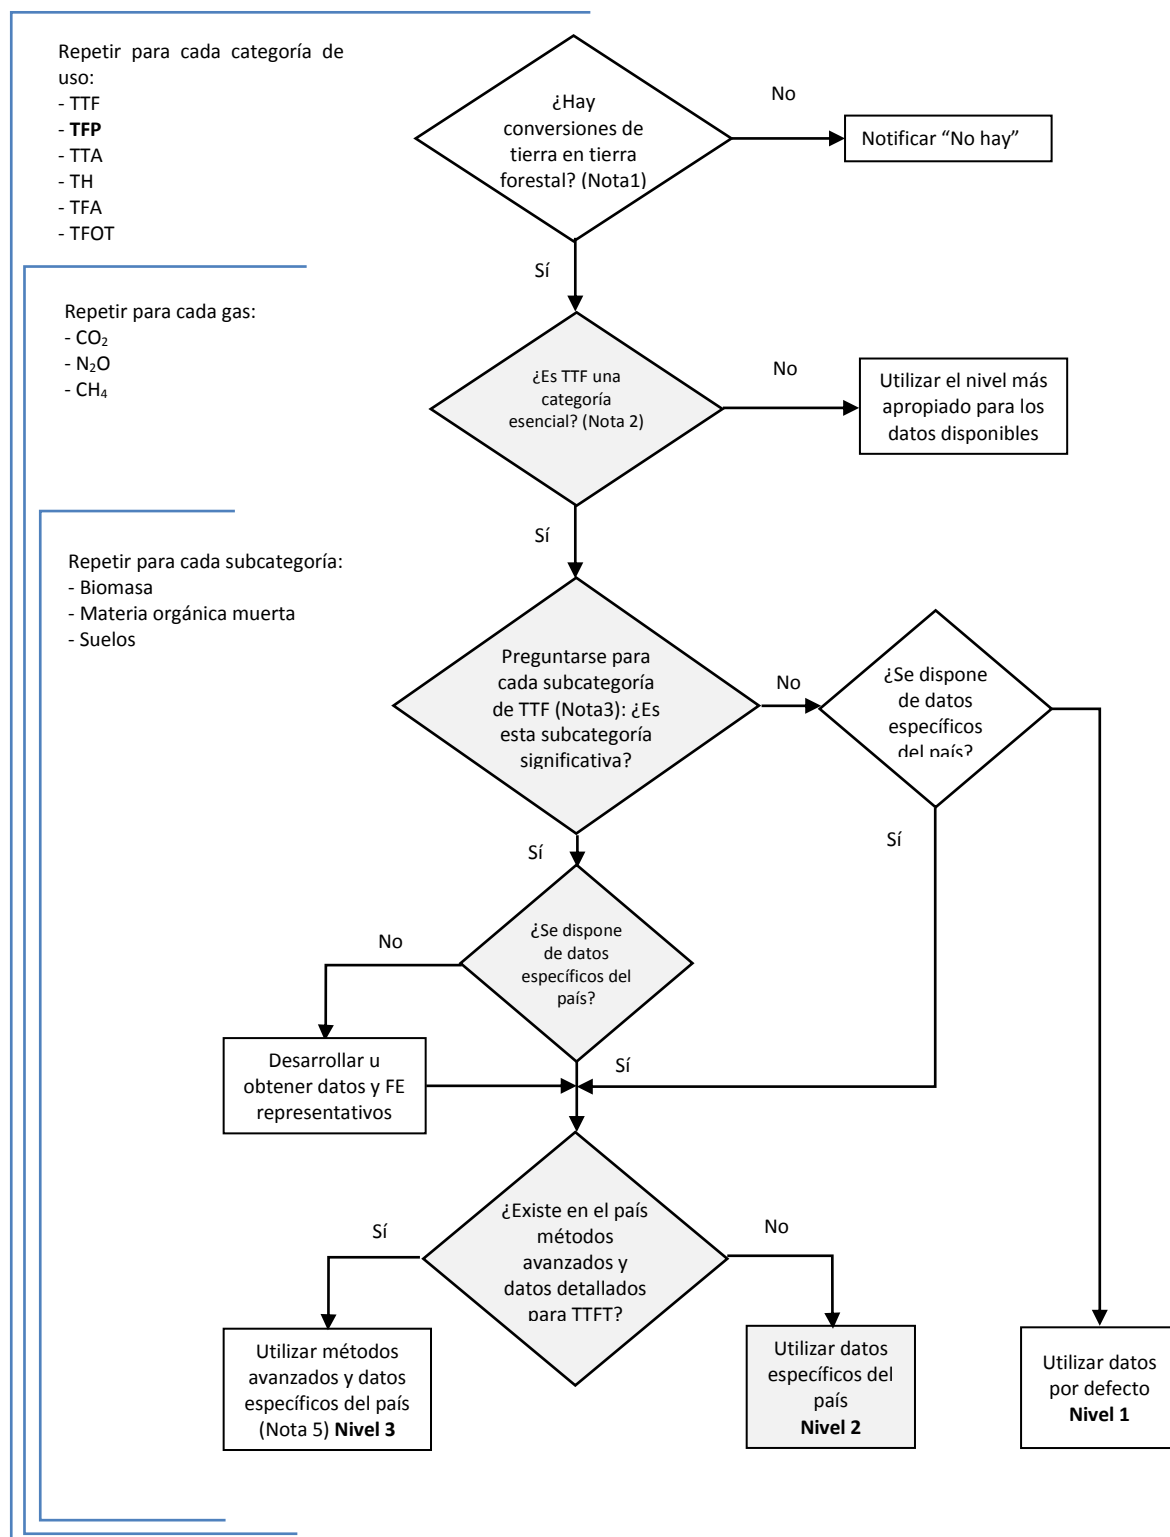 Repetir para cada categoría de
uso:
- TTF
- TFP
- TTA
- TH
- TFA
- TFOT
¿Hay
conversiones de
tierra en tierra
forestal? (Nota1)
No
Notificar “No hay”
Sí
Repetir para cada gas:
- CO₂
- N₂O
- CH₄
¿Es TTF una
categoría
esencial? (Nota 2)
No
Utilizar el nivel más
apropiado para los
datos disponibles
Sí
Repetir para cada subcategoría:
- Biomasa
- Materia orgánica muerta
- Suelos
Preguntarse para
cada subcategoría
de TTF (Nota3): ¿Es
esta subcategoría
significativa?
No
¿Se dispone
de datos
específicos
del país?
Sí
Sí
¿Se dispone
de datos
específicos del
país?
No
Desarrollar u
obtener datos y FE
representativos
Sí
¿Existe en el país
métodos
avanzados y
datos detallados
para TTFT?
Sí
No
Utilizar métodos
avanzados y datos
específicos del país
(Nota 5) Nivel 3
Utilizar datos
específicos del
país
Nivel 2
Utilizar datos
por defecto
Nivel 1